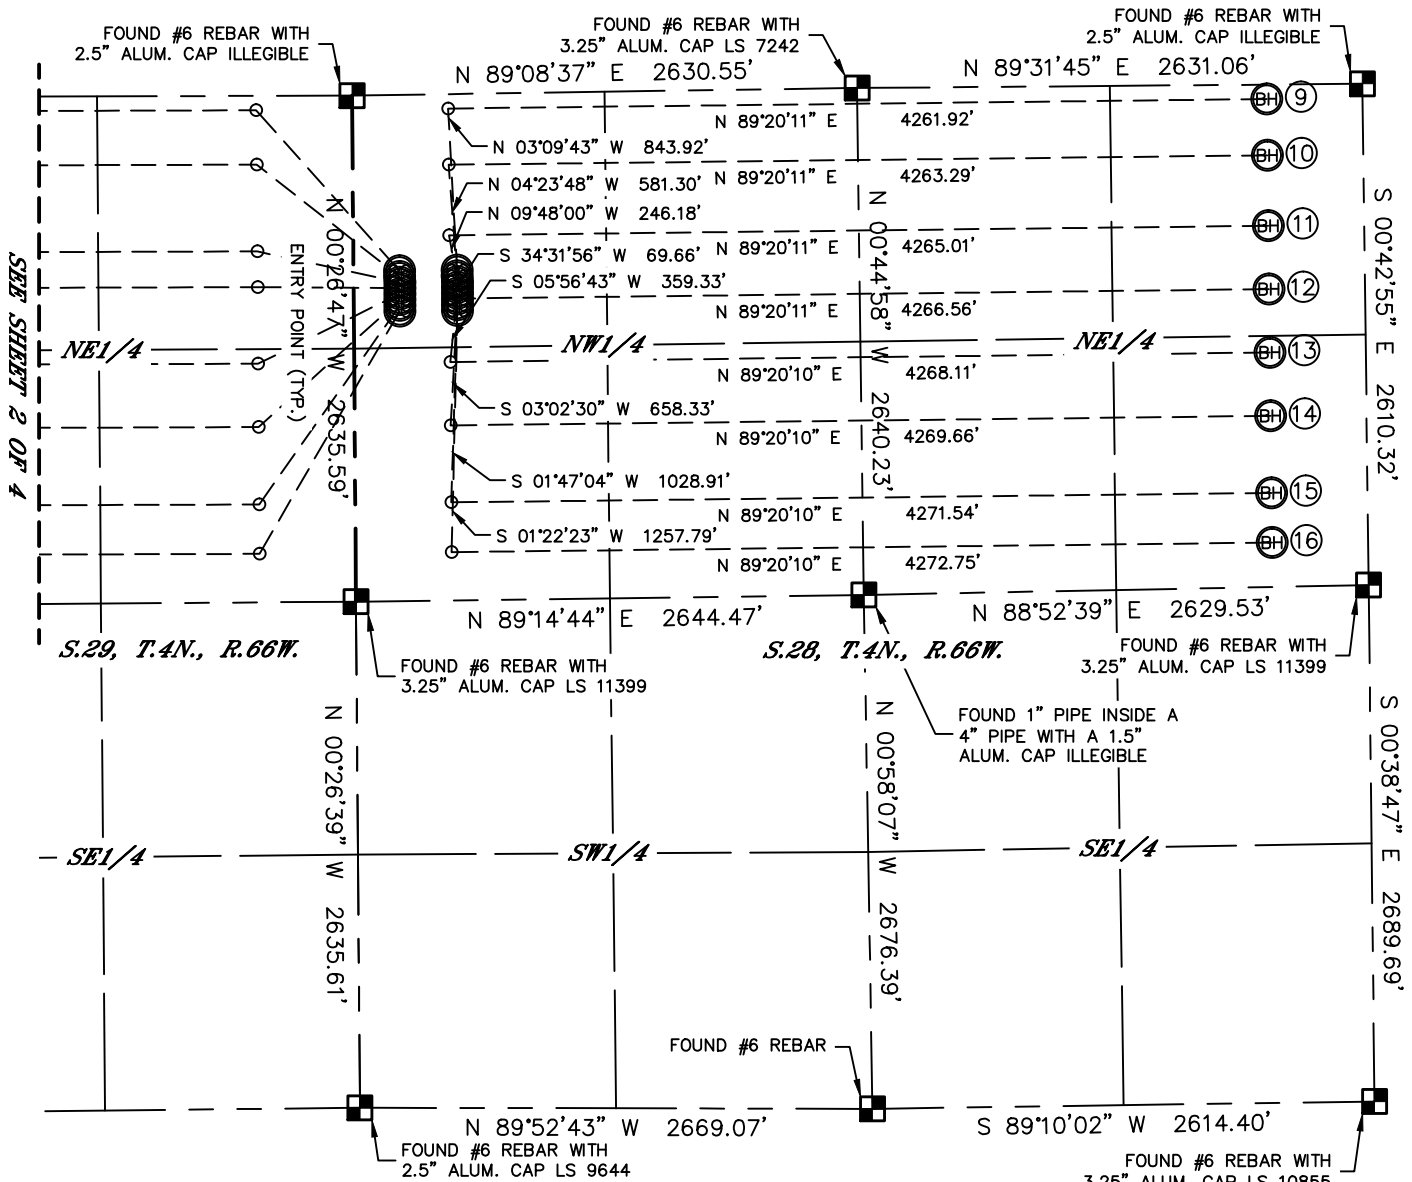 FOUND #6 REBAR WITH
2.5" ALUM. CAP ILLEGIBLE
FOUND #6 REBAR WITH
3.25" ALUM. CAP LS 7242
FOUND #6 REBAR WITH
2.5" ALUM. CAP ILLEGIBLE
N 89°08'37" E 2630.55'
N 89°31'45" E 2631.06'
N 89°20'11" E 4261.92'
BH 9
N 03°09'43" W 843.92'
N 89°20'11" E 4263.29'
BH 10
N 04°23'48" W 581.30'
N 09°48'00" W 246.18'
N 89°20'11" E 4265.01'
BH 11
S 34°31'56" W 69.66'
S 05°56'43" W 359.33'
N 89°20'11" E 4266.56'
BH 12
NE1/4
NW1/4
NE1/4
N 89°20'10" E 4268.11'
BH 13
S 03°02'30" W 658.33'
N 89°20'10" E 4269.66'
BH 14
S 01°47'04" W 1028.91'
N 89°20'10" E 4271.54'
BH 15
S 01°22'23" W 1257.79'
N 89°20'10" E 4272.75'
BH 16
SEE SHEET 2 OF 4
ENTRY POINT (TYP.)
N 00°26'47" W 2635.59'
N 00°44'58" W 2640.23'
S 00°42'55" E 2610.32'
N 89°14'44" E 2644.47'
N 88°52'39" E 2629.53'
S.29, T.4N., R.66W.
S.28, T.4N., R.66W.
FOUND #6 REBAR WITH
3.25" ALUM. CAP LS 11399
FOUND #6 REBAR WITH
3.25" ALUM. CAP LS 11399
FOUND 1" PIPE INSIDE A
4" PIPE WITH A 1.5"
ALUM. CAP ILLEGIBLE
N 00°26'39" W 2635.61'
N 00°58'07" W 2676.39'
S 00°38'47" E 2689.69'
SE1/4
SW1/4
SE1/4
FOUND #6 REBAR
N 89°52'43" W 2669.07'
S 89°10'02" W 2614.40'
FOUND #6 REBAR WITH
2.5" ALUM. CAP LS 9644
FOUND #6 REBAR WITH
3.25" ALUM. CAP LS 10855